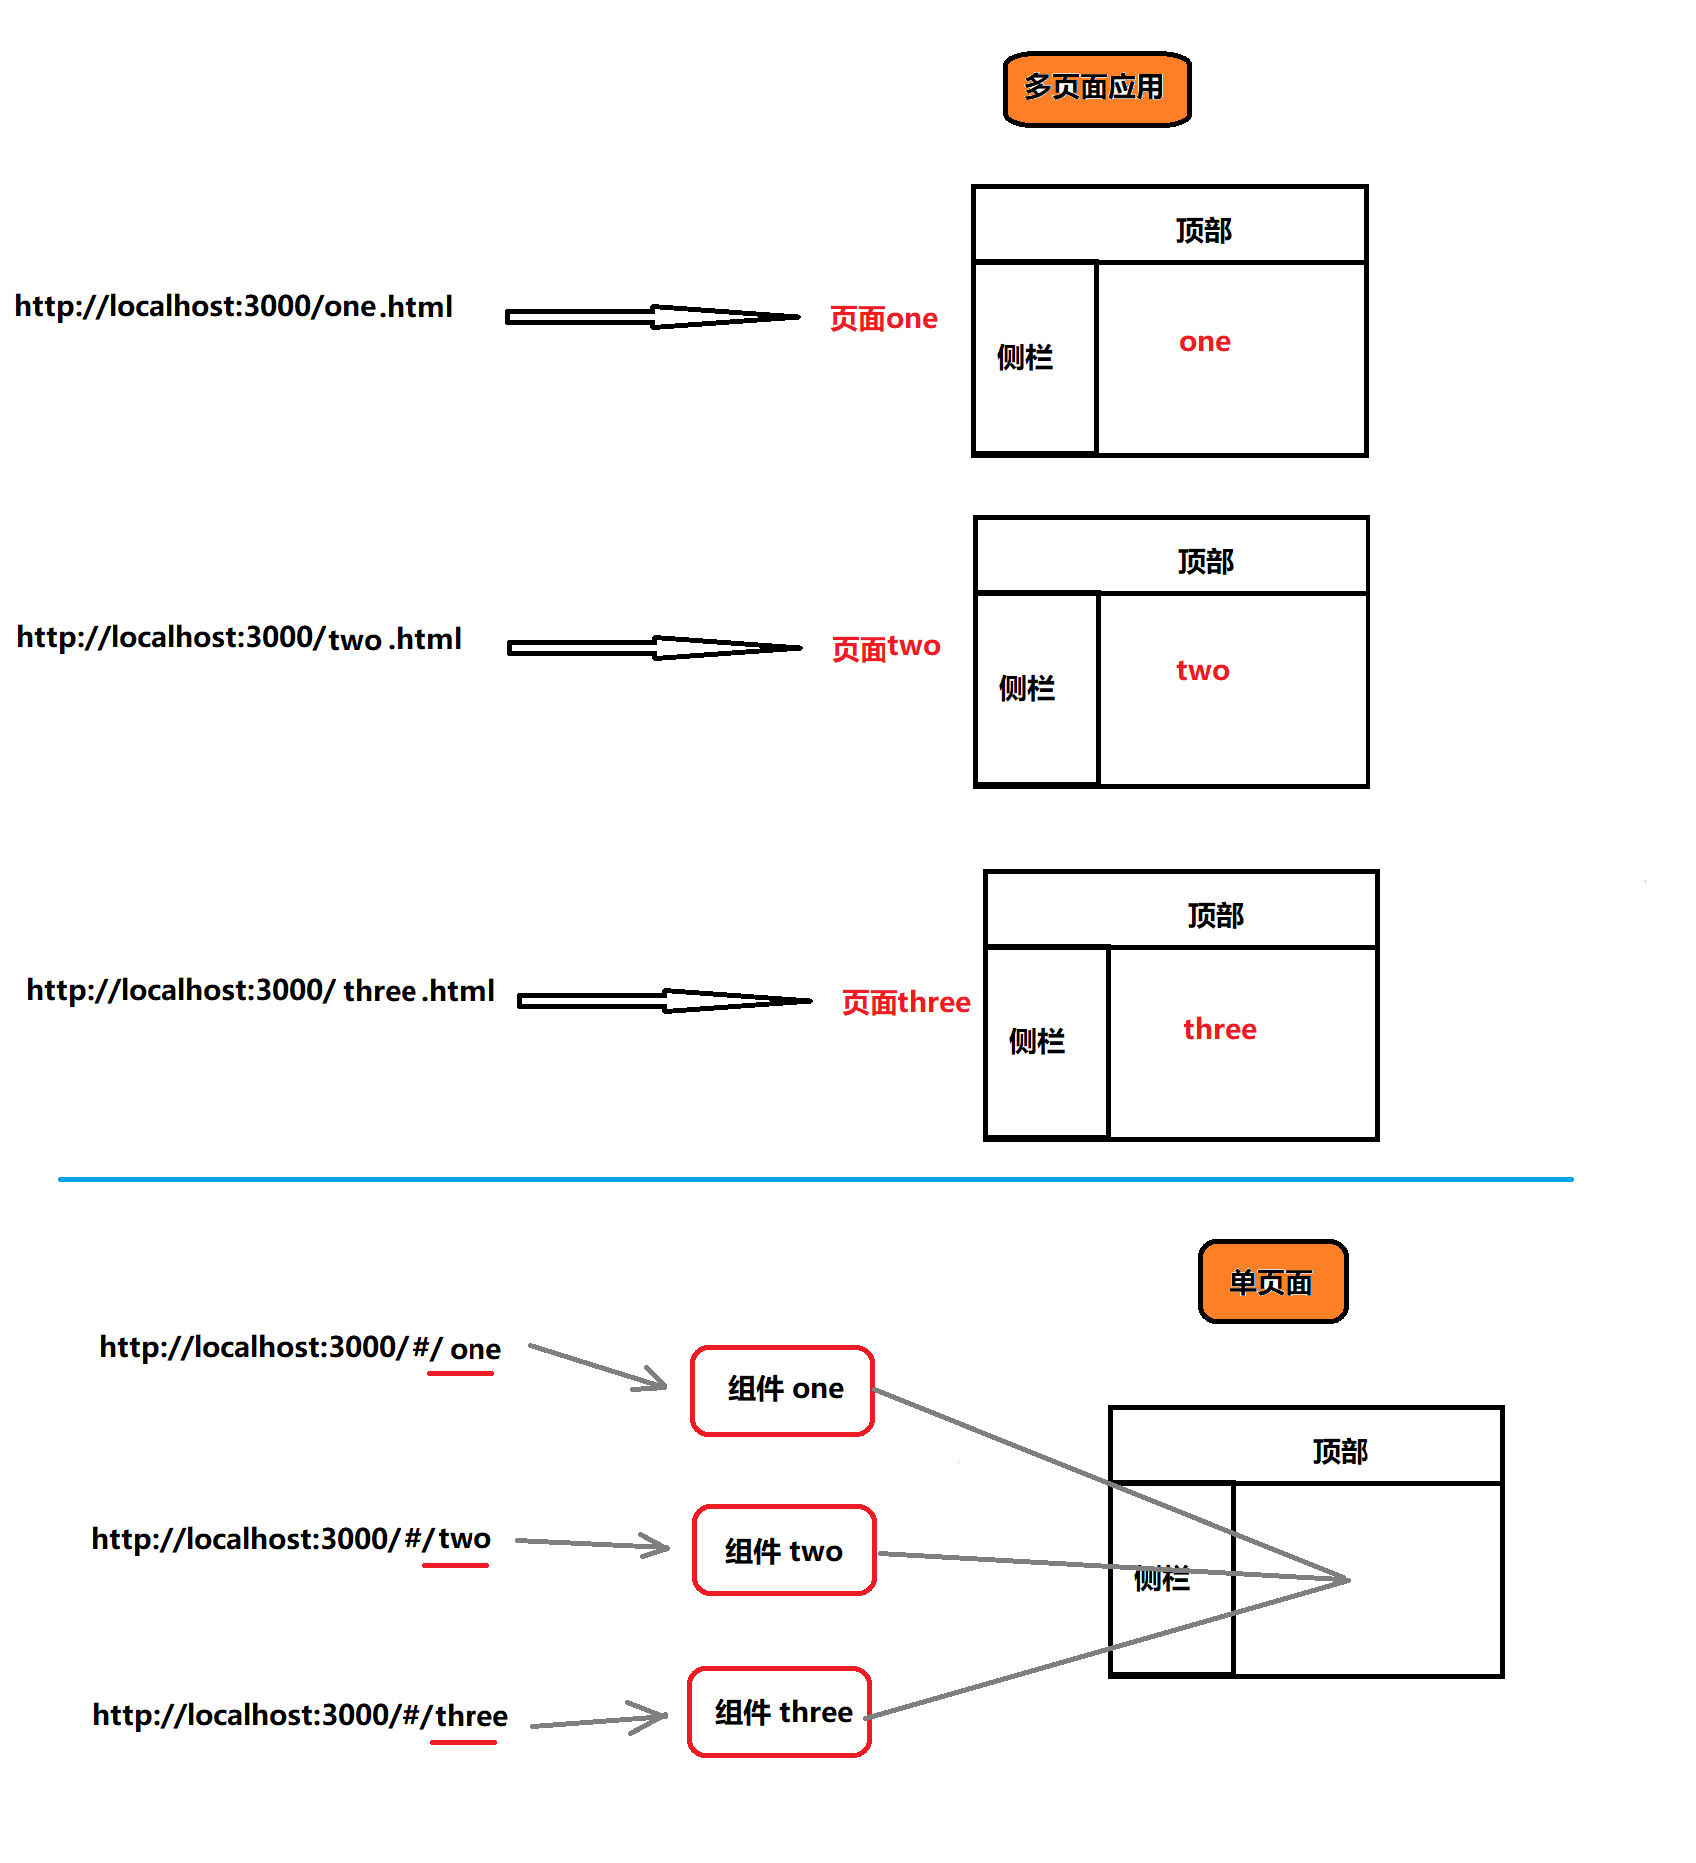 多页面应用
顶部
http://localhost:3000/one.html
页面one
侧栏
one
顶部
http://localhost:3000/two.html
页面two
侧栏
two
顶部
http://localhost:3000/ three.html
页面three
侧栏
three
单页面
http://localhost:3000/#/ one
组件 one
顶部
http://localhost:3000/#/two
组件 two
侧栏
http://localhost:3000/#/three
组件 three